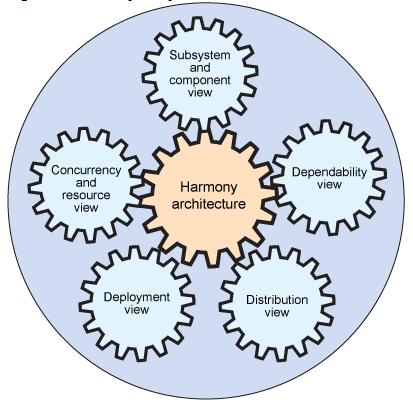 Subsystem
and
component
view
Concurrency
and
resource
view
Harmony
architecture
Dependability
view
Deployment
view
Distribution
view